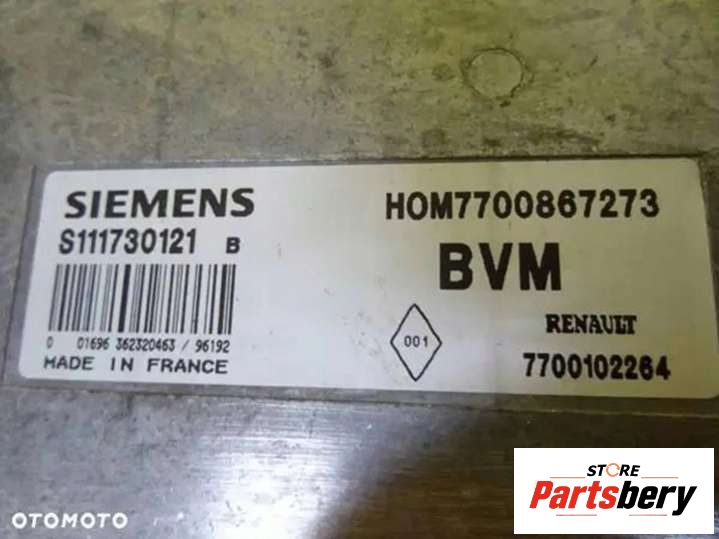 SIEMENS
S111730121 B
0 01696 362320463 / 96192
MADE IN FRANCE
HOM7700867273
BVM
001
RENAULT
7700102264
OTOMOTO
STORE
Partsbery